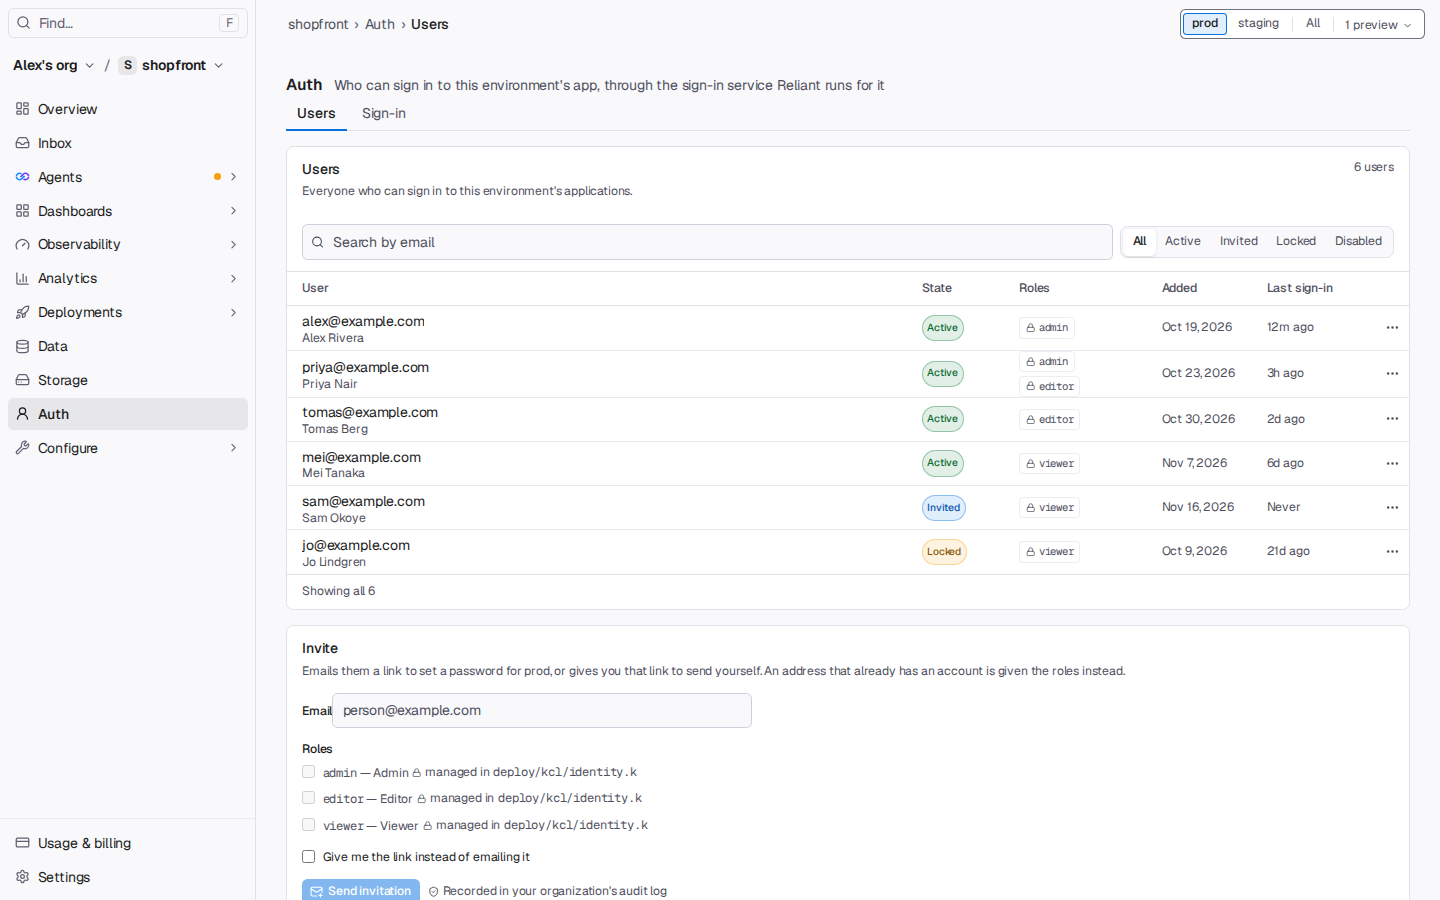 Find...
F
Alex's org / S shopfront
Overview
Inbox
Agents
Dashboards
Observability
Analytics
Deployments
Data
Storage
Auth
Configure
Usage & billing
Settings
shopfront › Auth › Users
prod staging All 1 preview
Auth Who can sign in to this environment's app, through the sign-in service Reliant runs for it
Users Sign-in
Users
6 users
Everyone who can sign in to this environment's applications.
Search by email
All Active Invited Locked Disabled
User State Roles Added Last sign-in
alex@example.com
Alex Rivera
Active admin Oct 19, 2026 12m ago
priya@example.com
Priya Nair
Active admin editor Oct 23, 2026 3h ago
tomas@example.com
Tomas Berg
Active editor Oct 30, 2026 2d ago
mei@example.com
Mei Tanaka
Active viewer Nov 7, 2026 6d ago
sam@example.com
Sam Okoye
Invited viewer Nov 16, 2026 Never
jo@example.com
Jo Lindgren
Locked viewer Oct 9, 2026 21d ago
Showing all 6
Invite
Emails them a link to set a password for prod, or gives you that link to send yourself. An address that already has an account is given the roles instead.
Email person@example.com
Roles
admin — Admin managed in deploy/kcl/identity.k
editor — Editor managed in deploy/kcl/identity.k
viewer — Viewer managed in deploy/kcl/identity.k
Give me the link instead of emailing it
Send invitation Recorded in your organization's audit log